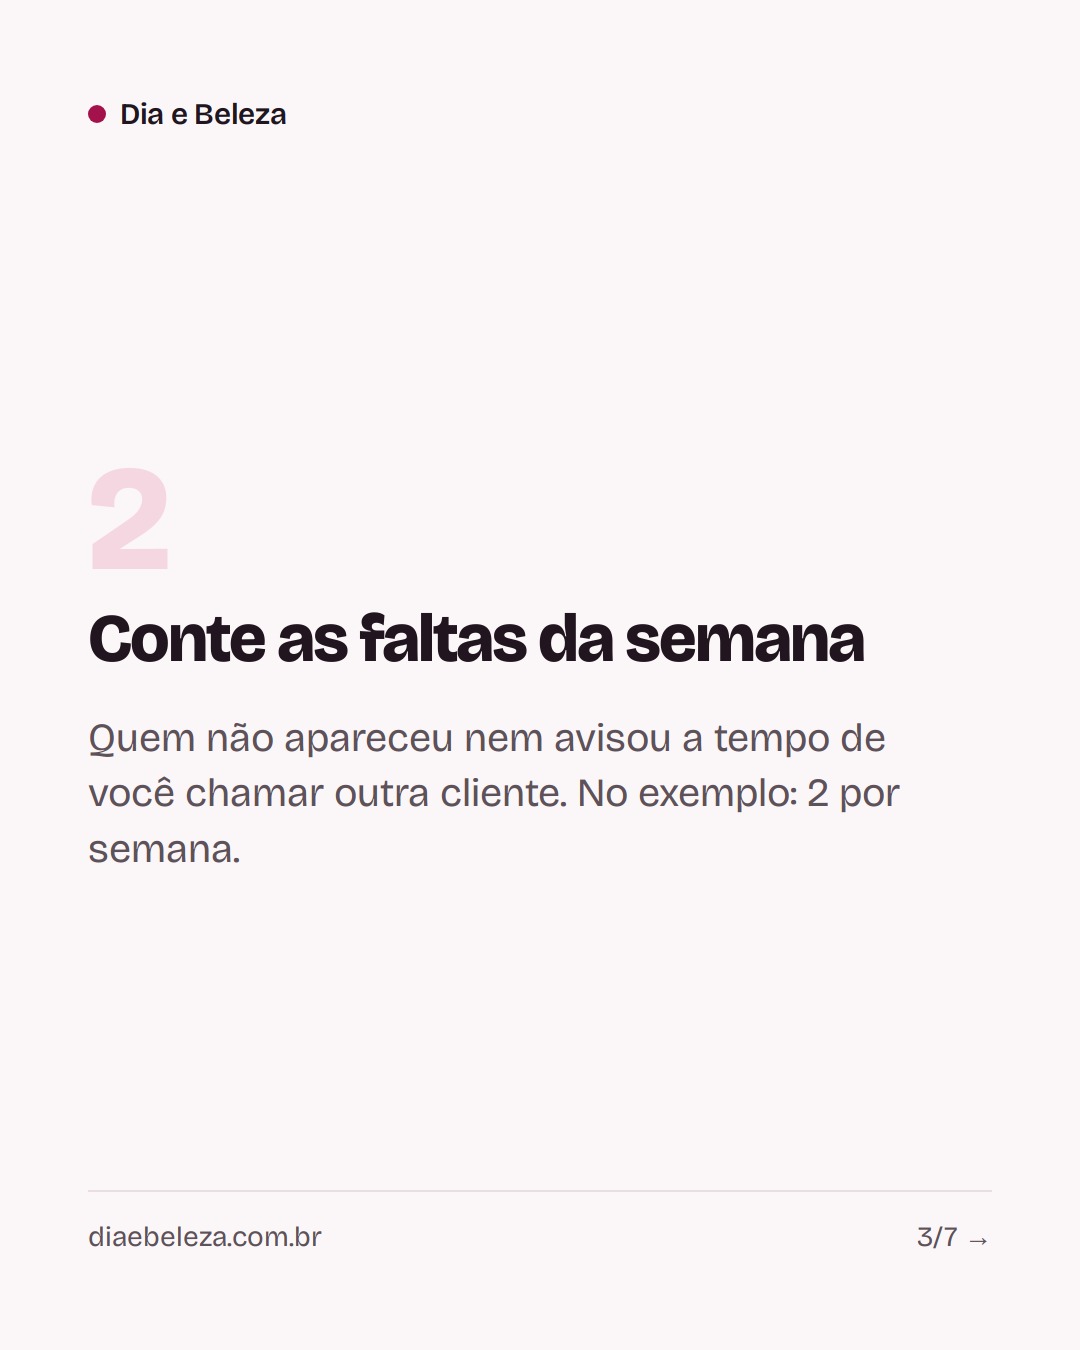 Dia e Beleza
2
Conte as faltas da semana
Quem não apareceu nem avisou a tempo de
você chamar outra cliente. No exemplo: 2 por
semana.
diaebeleza.com.br
3/7 →